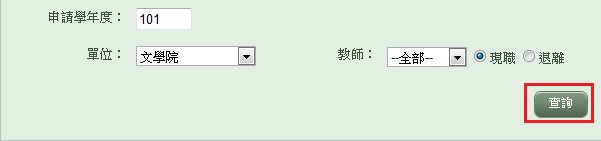 申請學年度： 101
單位： 文學院 教師： --全部-- 現職 退離
查詢